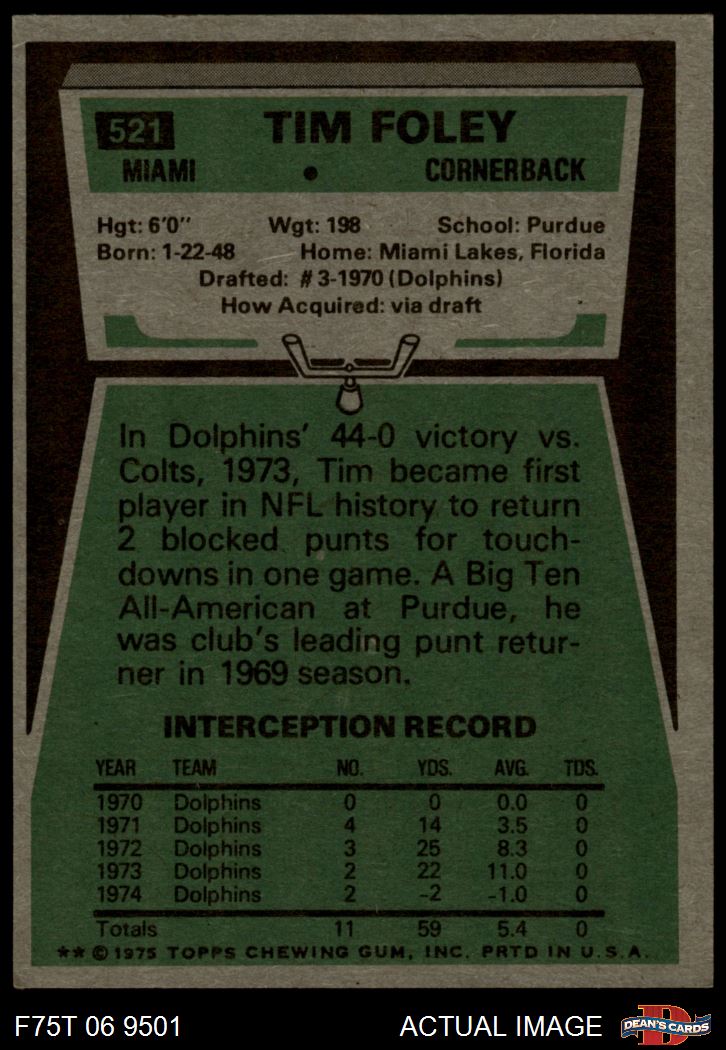 521 TIM FOLEY
MIAMI • CORNERBACK
Hgt: 6'0" Wgt: 198 School: Purdue
Born: 1-22-48 Home: Miami Lakes, Florida
Drafted: #3-1970 (Dolphins)
How Acquired: via draft
In Dolphins' 44-0 victory vs.
Colts, 1973, Tim became first
player in NFL history to return
2 blocked punts for touch-
downs in one game. A Big Ten
All-American at Purdue, he
was club's leading punt retur-
ner in 1969 season.
INTERCEPTION RECORD
YEAR TEAM NO. YDS. AVG. TDS.
1970 Dolphins 0 0 0.0 0
1971 Dolphins 4 14 3.5 0
1972 Dolphins 3 25 8.3 0
1973 Dolphins 2 22 11.0 0
1974 Dolphins 2 -2 -1.0 0
Totals 11 59 5.4 0
** © 1975 TOPPS CHEWING GUM, INC. PRTD IN U.S.A.
F75T 06 9501 ACTUAL IMAGE D DEAN'S CARDS